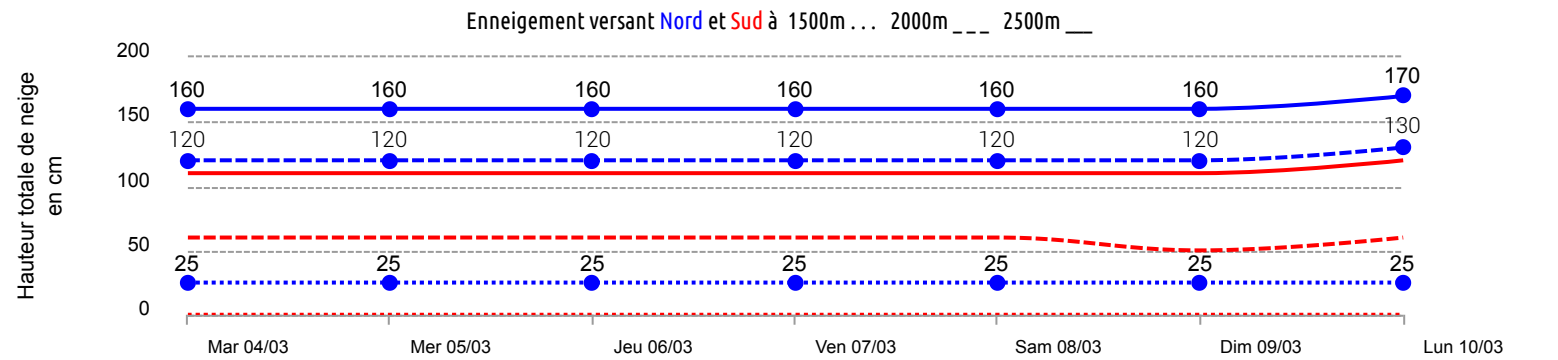 Enneigement versant Nord et Sud à 1500m . . . 2000m _ _ _ 2500m __
Hauteur totale de neige
en cm
200
160 160 160 160 160 160 170
150
120 120 120 120 120 120 130
100
50
25 25 25 25 25 25 25
0
Mar 04/03 Mer 05/03 Jeu 06/03 Ven 07/03 Sam 08/03 Dim 09/03 Lun 10/03